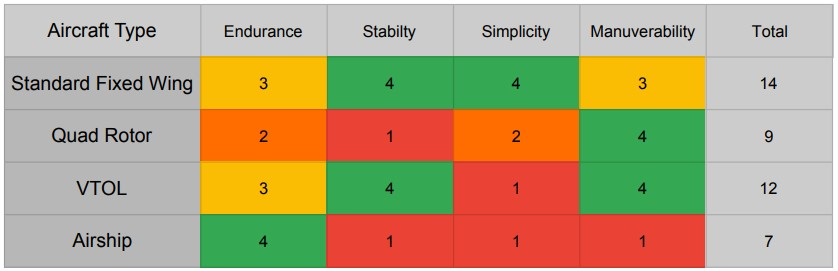 Aircraft Type Endurance Stabilty Simplicity Manuverability Total
Standard Fixed Wing 3 4 4 3 14
Quad Rotor 2 1 2 4 9
VTOL 3 4 1 4 12
Airship 4 1 1 1 7